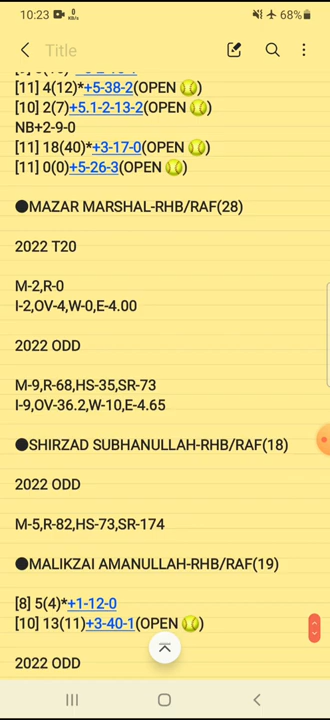 10:23
0
KB/s
68%
Title
[11] 4(12)*+5-38-2(OPEN 🥎)
[10] 2(7)+5.1-2-13-2(OPEN 🥎)
NB+2-9-0
[11] 18(40)*+3-17-0(OPEN 🥎)
[11] 0(0)+5-26-3(OPEN 🥎)
●MAZAR MARSHAL-RHB/RAF(28)
2022 T20
M-2,R-0
I-2,OV-4,W-0,E-4.00
2022 ODD
M-9,R-68,HS-35,SR-73
I-9,OV-36.2,W-10,E-4.65
●SHIRZAD SUBHANULLAH-RHB/RAF(18)
2022 ODD
M-5,R-82,HS-73,SR-174
●MALIKZAI AMANULLAH-RHB/RAF(19)
[8] 5(4)*+1-12-0
[10] 13(11)+3-40-1(OPEN 🥎)
2022 ODD